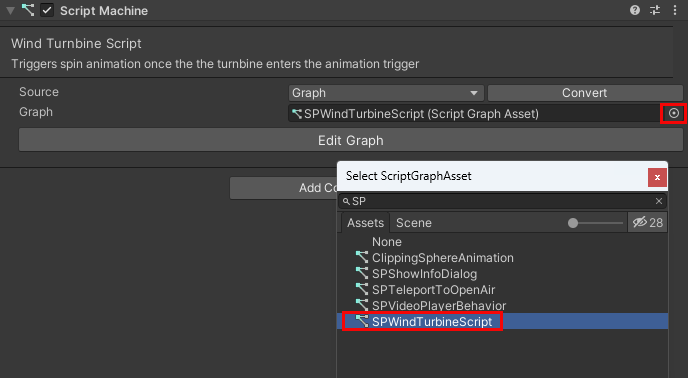 Script Machine
Wind Turnbine Script
Triggers spin animation once the the turnbine enters the animation trigger
Source Graph Convert
Graph SPWindTurbineScript (Script Graph Asset)
Edit Graph
Add Co
Select ScriptGraphAsset x
SP ×
Assets Scene 28
None
ClippingSphereAnimation
SPShowInfoDialog
SPTeleportToOpenAir
SPVideoPlayerBehavior
SPWindTurbineScript